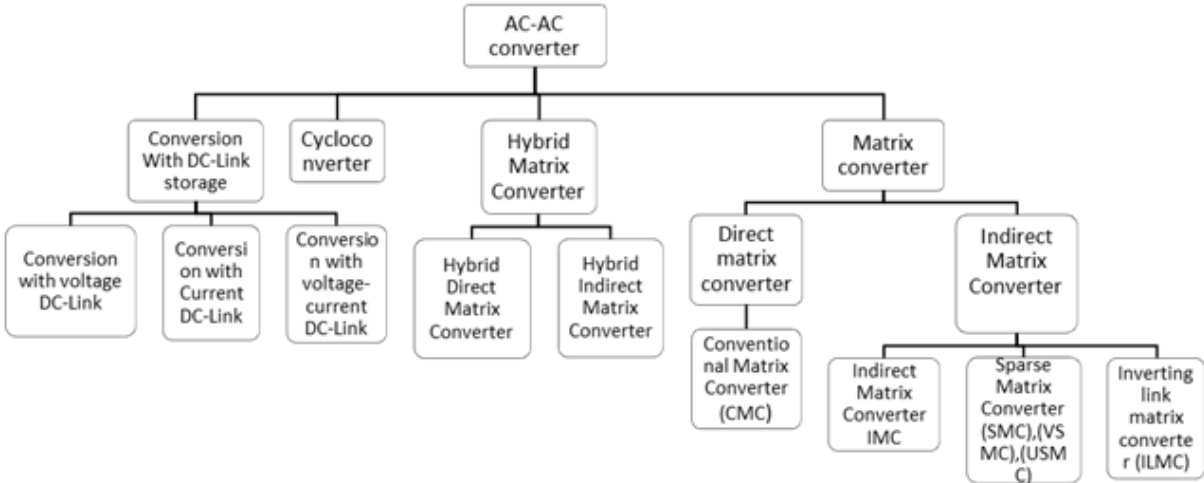 AC-AC
converter
Conversion
With DC-Link
storage
Cycloco
nverter
Hybrid
Matrix
Converter
Matrix
converter
Conversion
with voltage
DC-Link
Conversi
on with
Current
DC-Link
Conversio
n with
voltage-
current
DC-Link
Hybrid
Direct
Matrix
Converter
Hybrid
Indirect
Matrix
Converter
Direct
matrix
converter
Indirect
Matrix
Converter
Conventio
nal Matrix
Converter
(CMC)
Indirect
Matrix
Converter
IMC
Sparse
Matrix
Converter
(SMC),(VS
MC),(USM
C)
Inverting
link
matrix
converte
r (ILMC)